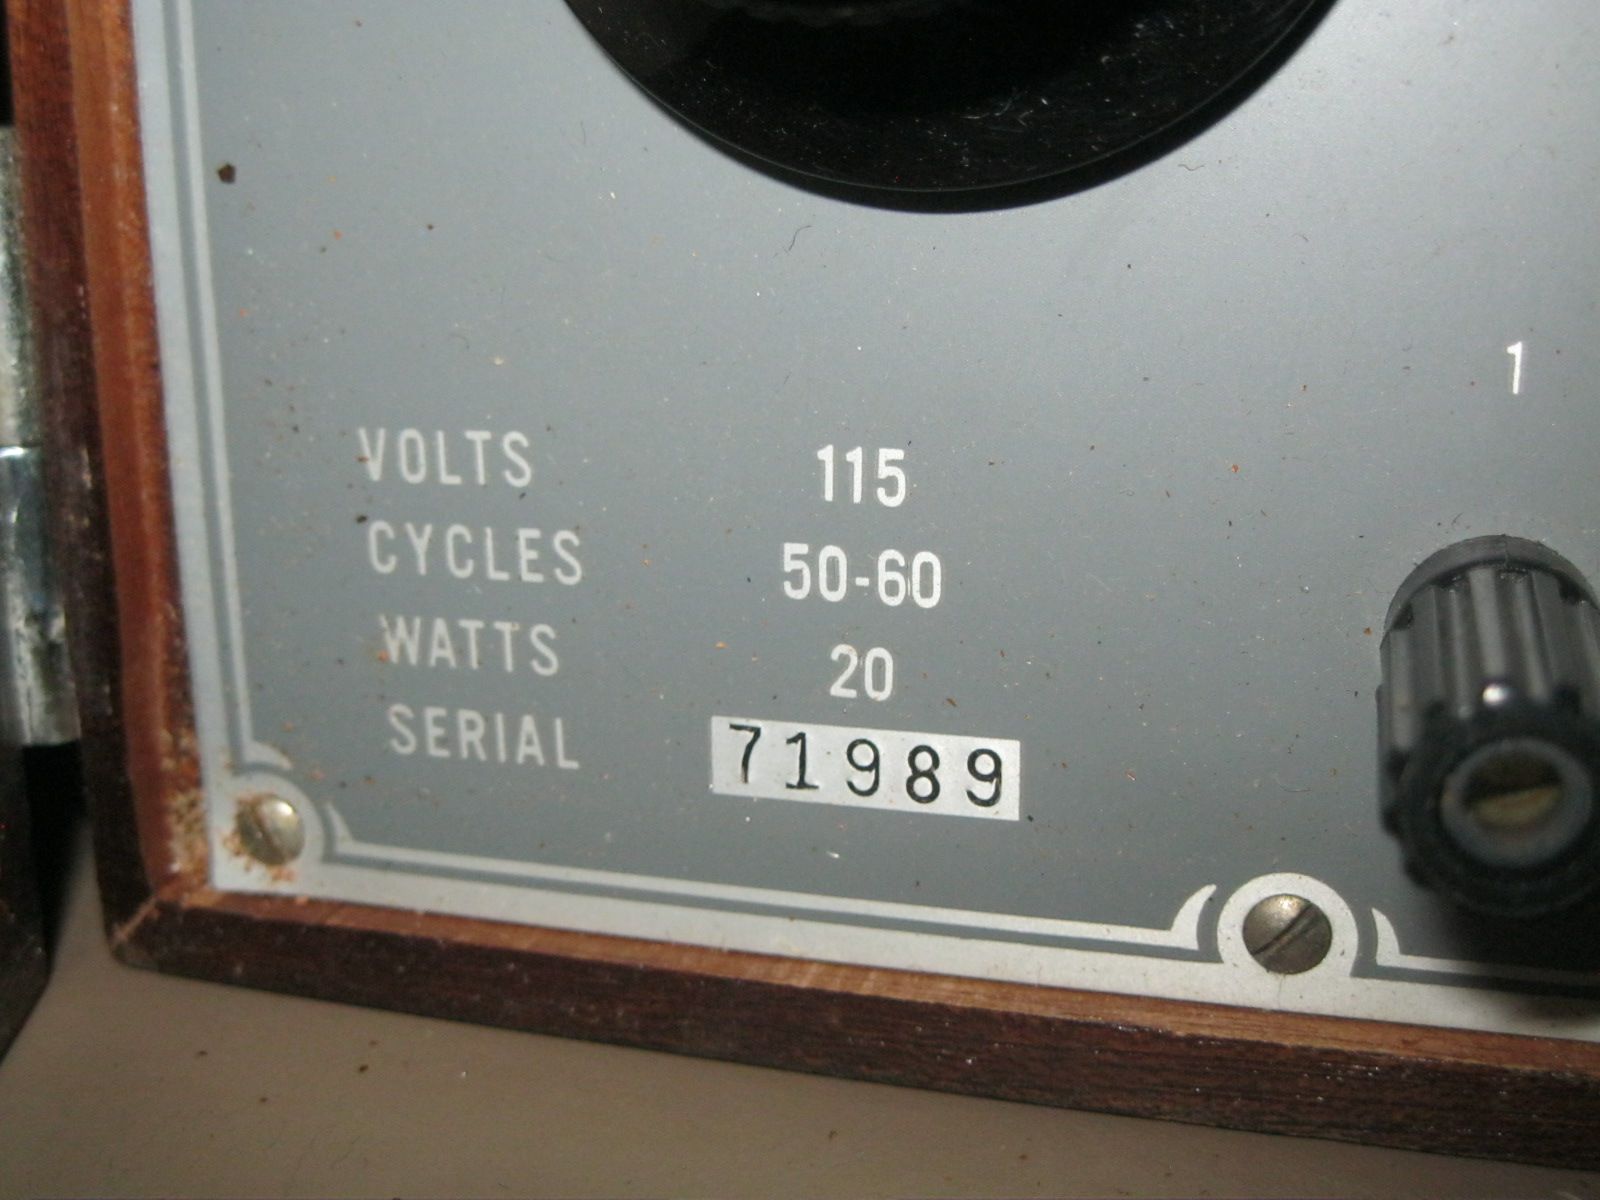 1
VOLTS 115
CYCLES 50-60
WATTS 20
SERIAL 71989